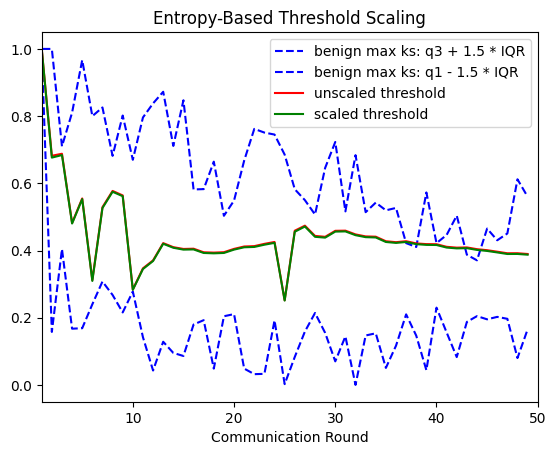 Entropy-Based Threshold Scaling
benign max ks: q3 + 1.5 * IQR
benign max ks: q1 - 1.5 * IQR
unscaled threshold
scaled threshold
1.0
0.8
0.6
0.4
0.2
0.0
10 20 30 40 50
Communication Round